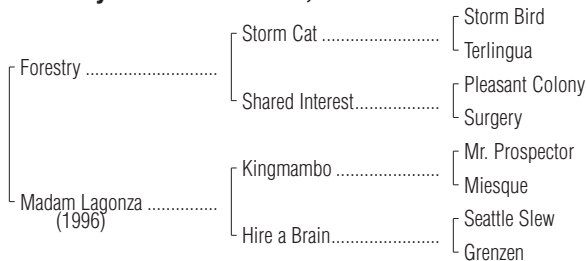 Storm Bird
Storm Cat ..............................
Terlingua
Forestry .................................
Pleasant Colony
Shared Interest.....................
Surgery
Mr. Prospector
Kingmambo ..........................
Miesque
Madam Lagonza .................
(1996)
Seattle Slew
Hire a Brain...........................
Grenzen